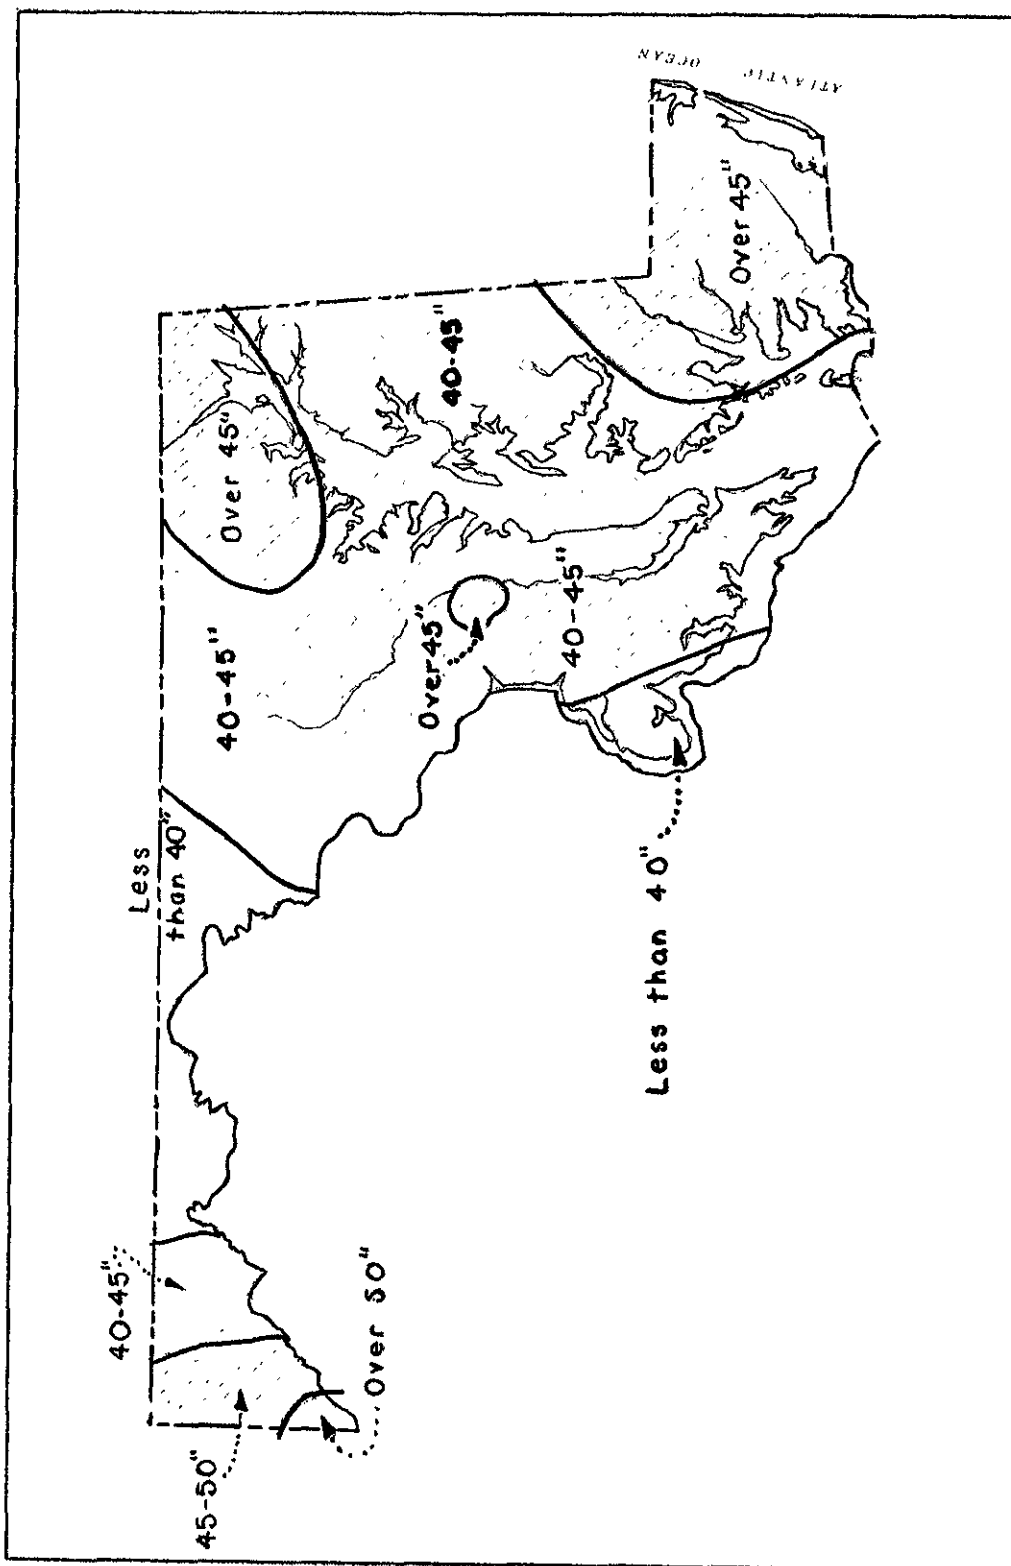 45-50"
40-45"
Over 50"
Less
than 40"
40-45"
Over 45"
Over 45"
40-45"
40-45"
Less than 40"
Over 45"
ATLANTIC OCEAN